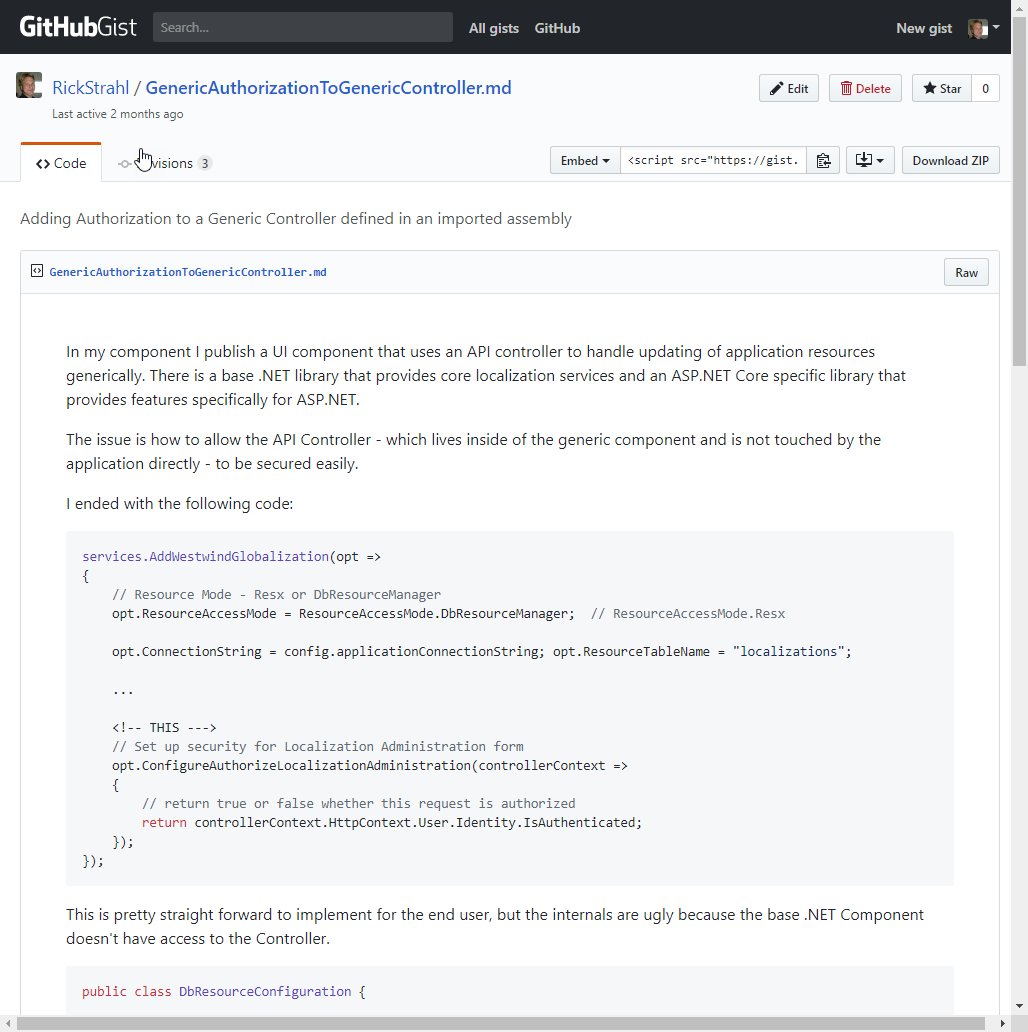 GitHubGist Search... All gists GitHub New gist
RickStrahl / GenericAuthorizationToGenericController.md Edit Delete Star 0
Last active 2 months ago
Code visions 3 Embed <script src="https://gist. Download ZIP
Adding Authorization to a Generic Controller defined in an imported assembly
GenericAuthorizationToGenericController.md Raw
In my component I publish a UI component that uses an API controller to handle updating of application resources
generically. There is a base .NET library that provides core localization services and an ASP.NET Core specific library that
provides features specifically for ASP.NET.
The issue is how to allow the API Controller - which lives inside of the generic component and is not touched by the
application directly - to be secured easily.
I ended with the following code:
services.AddWestwindGlobalization(opt =>
{
// Resource Mode - Resx or DbResourceManager
opt.ResourceAccessMode = ResourceAccessMode.DbResourceManager;  // ResourceAccessMode.Resx
opt.ConnectionString = config.applicationConnectionString; opt.ResourceTableName = "localizations";
...
<!-- THIS --->
// Set up security for Localization Administration form
opt.ConfigureAuthorizeLocalizationAdministration(controllerContext =>
{
// return true or false whether this request is authorized
return controllerContext.HttpContext.User.Identity.IsAuthenticated;
});
});
This is pretty straight forward to implement for the end user, but the internals are ugly because the base .NET Component
doesn't have access to the Controller.
public class DbResourceConfiguration {